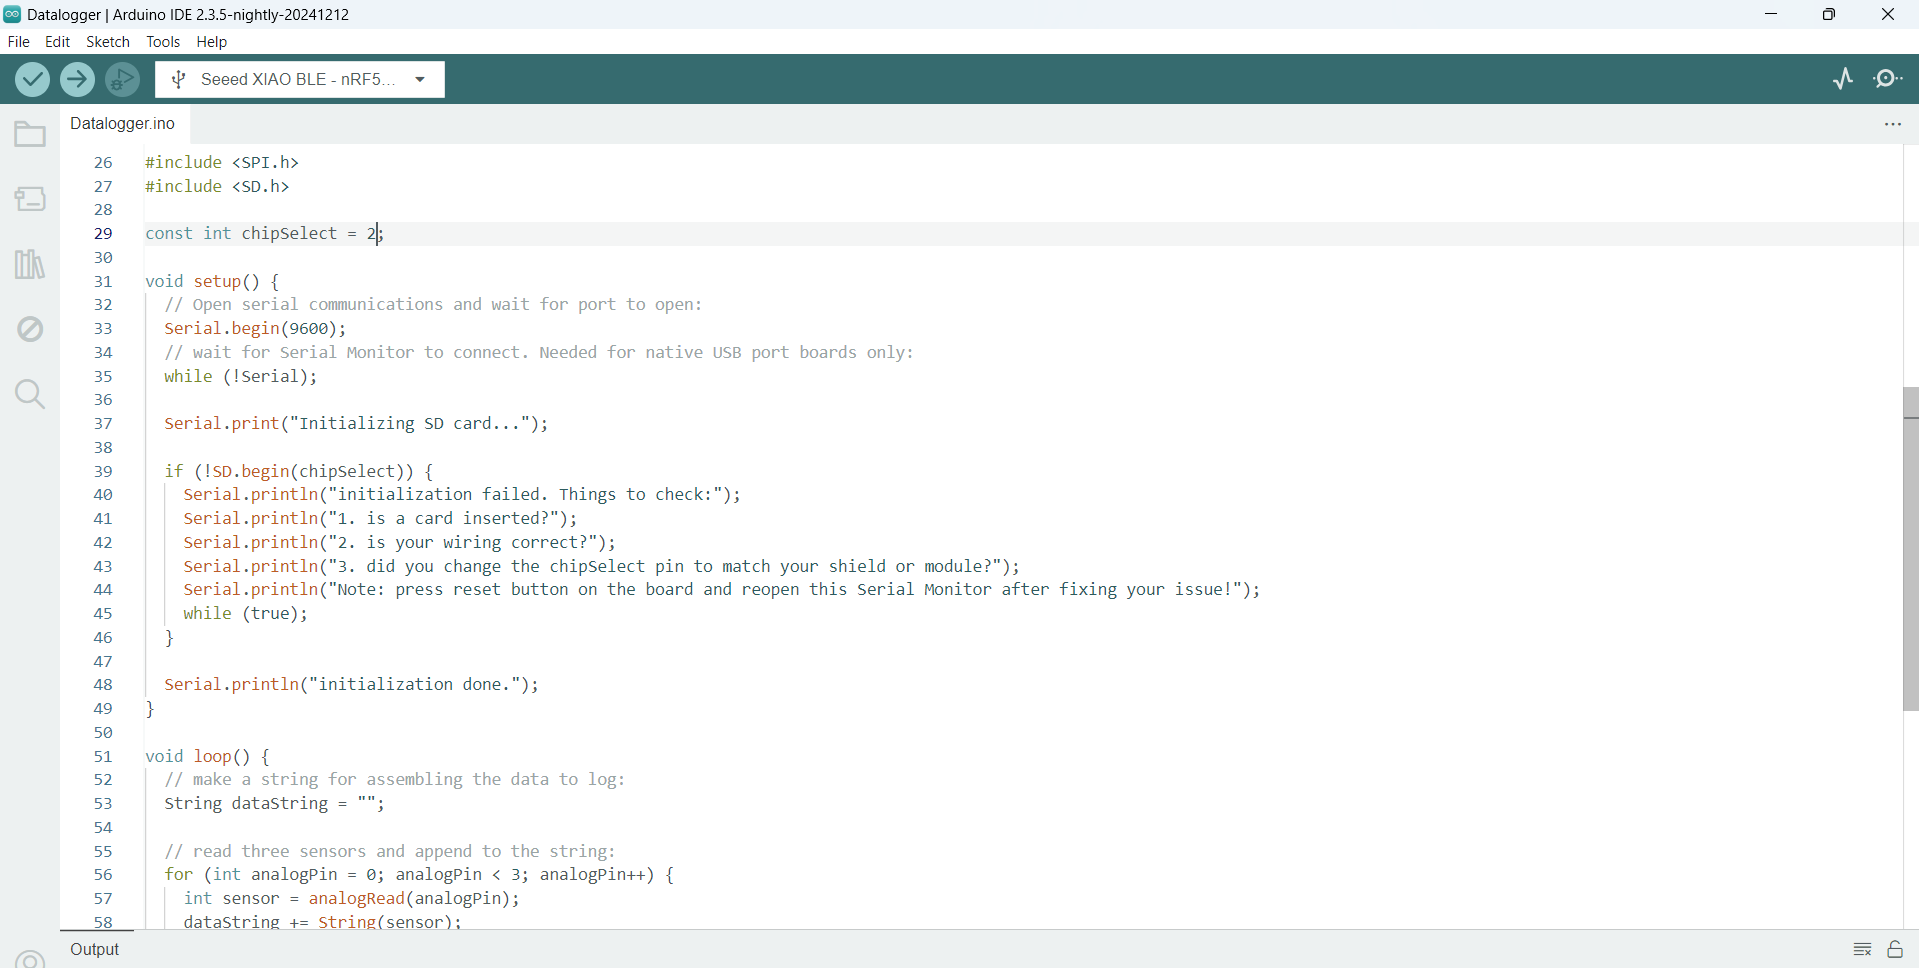 Datalogger | Arduino IDE 2.3.5-nightly-20241212
File Edit Sketch Tools Help
Seeed XIAO BLE - nRF5...
Datalogger.ino
26 #include <SPI.h>
27 #include <SD.h>
28
29 const int chipSelect = 2;
30
31 void setup() {
32   // Open serial communications and wait for port to open:
33   Serial.begin(9600);
34   // wait for Serial Monitor to connect. Needed for native USB port boards only:
35   while (!Serial);
36
37   Serial.print("Initializing SD card...");
38
39   if (!SD.begin(chipSelect)) {
40     Serial.println("initialization failed. Things to check:");
41     Serial.println("1. is a card inserted?");
42     Serial.println("2. is your wiring correct?");
43     Serial.println("3. did you change the chipSelect pin to match your shield or module?");
44     Serial.println("Note: press reset button on the board and reopen this Serial Monitor after fixing your issue!");
45     while (true);
46   }
47
48   Serial.println("initialization done.");
49 }
50
51 void loop() {
52   // make a string for assembling the data to log:
53   String dataString = "";
54
55   // read three sensors and append to the string:
56   for (int analogPin = 0; analogPin < 3; analogPin++) {
57     int sensor = analogRead(analogPin);
58     dataString += String(sensor);
Output